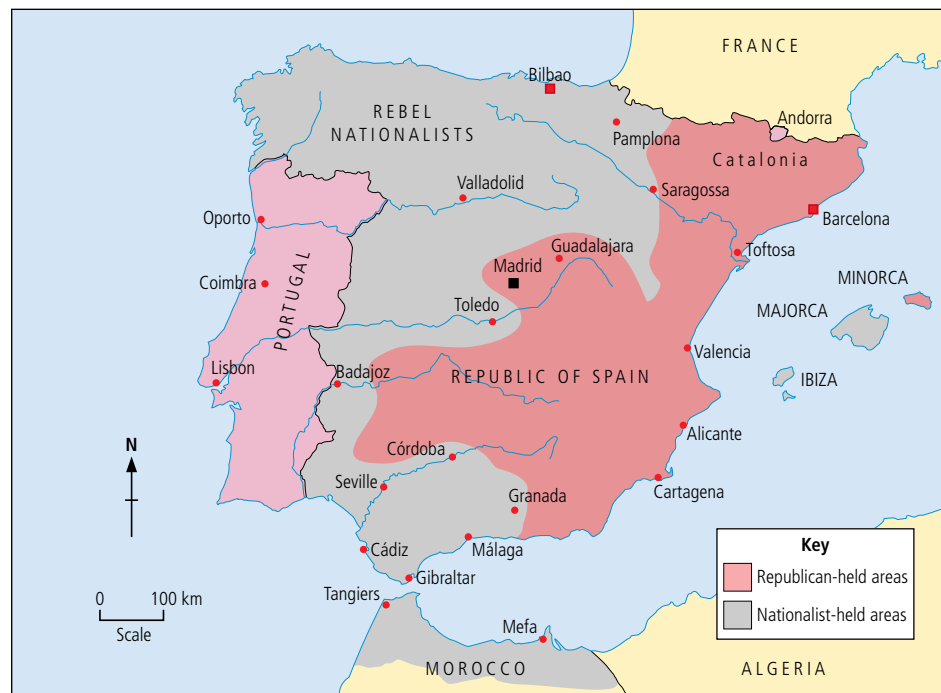 FRANCE
Bilbao
REBEL
NATIONALISTS
Pamplona
Andorra
Catalonia
Valladolid
Saragossa
Oporto
Barcelona
Guadalajara
Toftosa
Madrid
Coimbra
PORTUGAL
MINORCA
MAJORCA
Toledo
Valencia
Lisbon
Badajoz
REPUBLIC OF SPAIN
IBIZA
Alicante
N
Córdoba
Seville
Granada
Cartagena
Cádiz
Málaga
Gibraltar
Tangiers
Key
Republican-held areas
Nationalist-held areas
0 100 km
Scale
Mefa
MOROCCO
ALGERIA